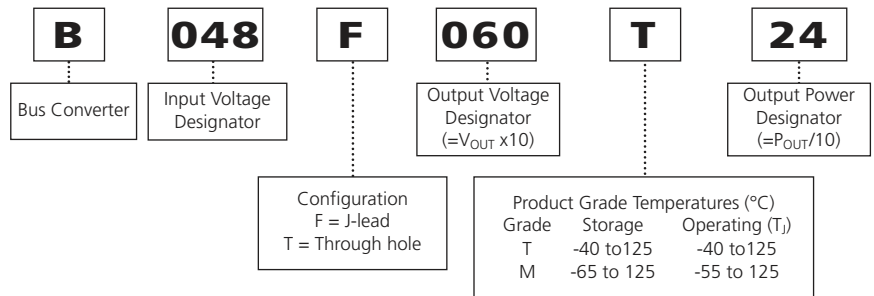 B 048 F 060 T 24
Bus Converter
Input Voltage
Designator
Output Voltage
Designator
(=VOUT x10)
Output Power
Designator
(=POUT/10)
Configuration
F = J-lead
T = Through hole
Product Grade Temperatures (°C)
Grade Storage Operating (TJ)
T -40 to125 -40 to125
M -65 to 125 -55 to 125